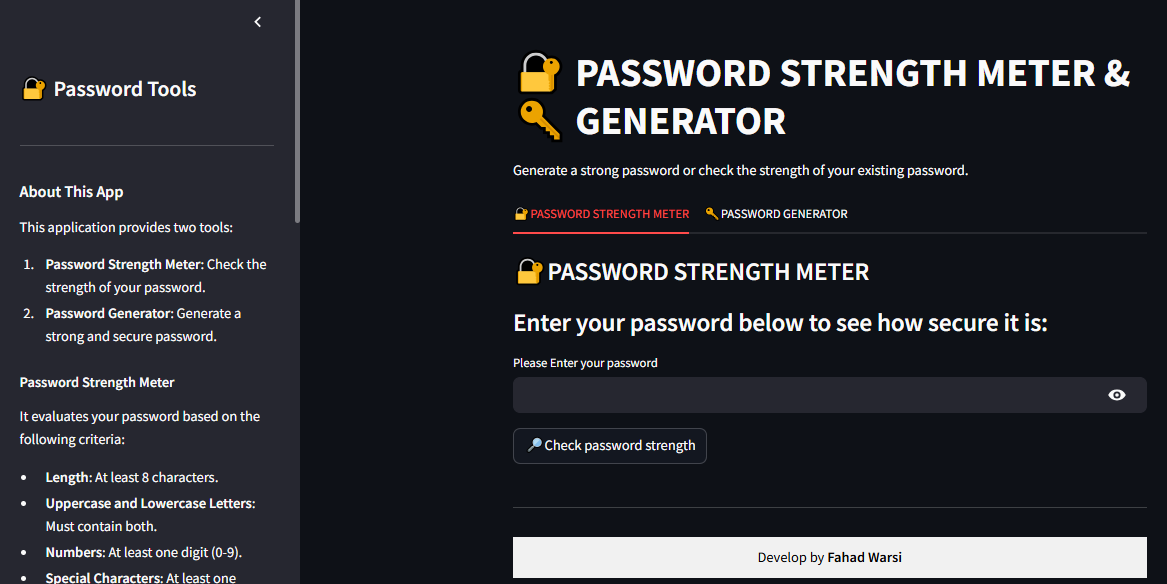 Password Tools
About This App
This application provides two tools:
1. Password Strength Meter: Check the
strength of your password.
2. Password Generator: Generate a
strong and secure password.
Password Strength Meter
It evaluates your password based on the
following criteria:
• Length: At least 8 characters.
• Uppercase and Lowercase Letters:
Must contain both.
• Numbers: At least one digit (0-9).
• Special Characters: At least one
PASSWORD STRENGTH METER &
GENERATOR
Generate a strong password or check the strength of your existing password.
PASSWORD STRENGTH METER
PASSWORD GENERATOR
PASSWORD STRENGTH METER
Enter your password below to see how secure it is:
Please Enter your password
Check password strength
Develop by Fahad Warsi